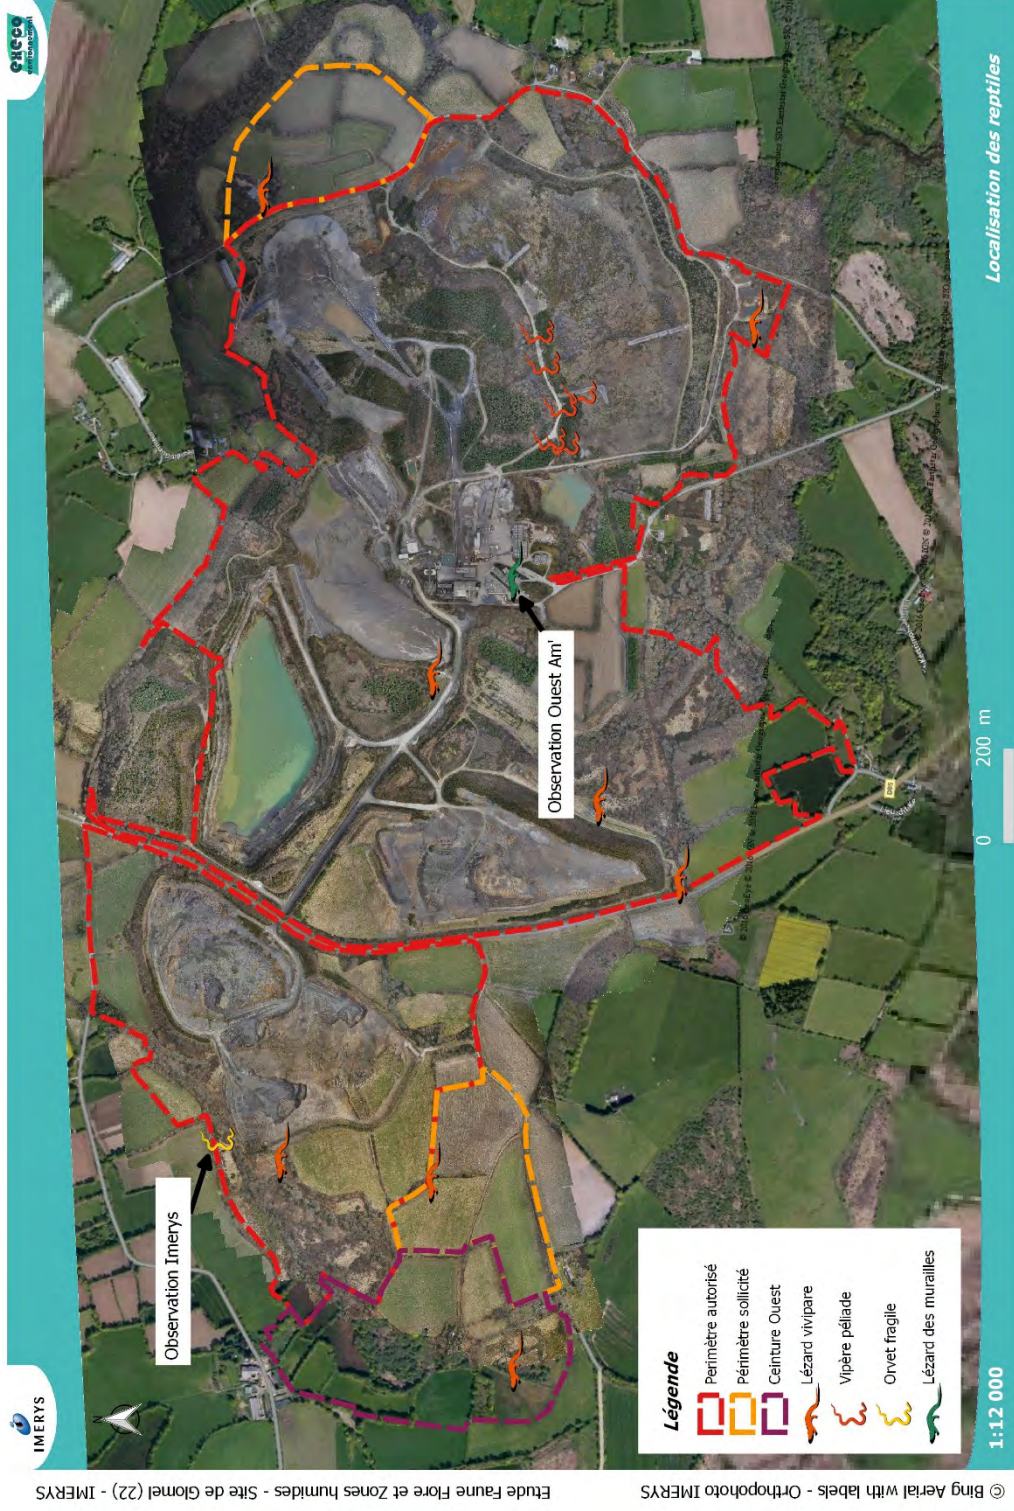 execo
environnement
IMERYS
N
Observation Imerys
Observation Ouest Am'
Légende
Périmètre autorisé
Périmètre sollicité
Ceinture Ouest
Lézard vivipare
Vipère péliade
Orvet fragile
Lézard des murailles
0 200 m
1:12 000
Localisation des reptiles
Etude Faune Flore et Zones humides - Site de Glomel (22) - IMERYS
© Bing Aerial with labels - Orthophoto IMERYS